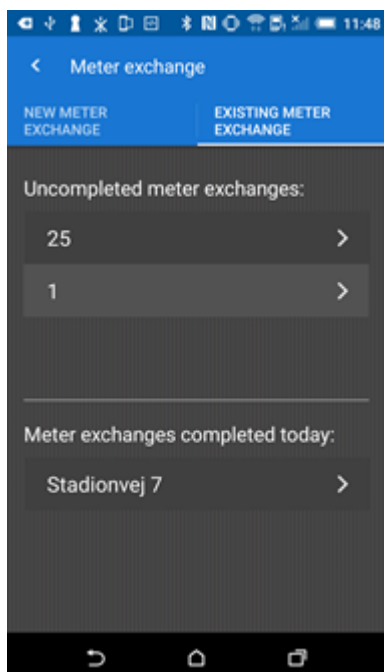 11:48
Meter exchange
NEW METER
EXCHANGE
EXISTING METER
EXCHANGE
Uncompleted meter exchanges:
25
1
Meter exchanges completed today:
Stadionvej 7